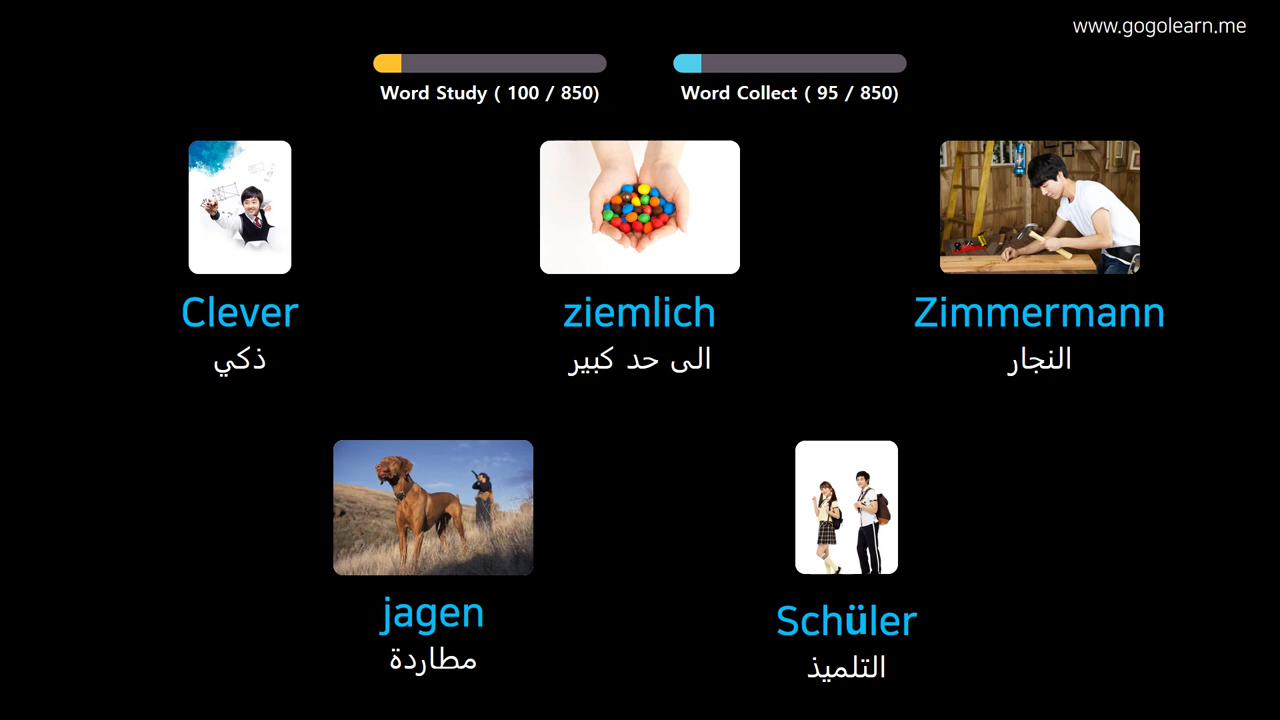 www.gogolearn.me
Word Study ( 100 / 850)
Word Collect ( 95 / 850)
Clever
ذكي
ziemlich
الى حد كبير
Zimmermann
النجار
jagen
مطاردة
Schüler
التلميذ